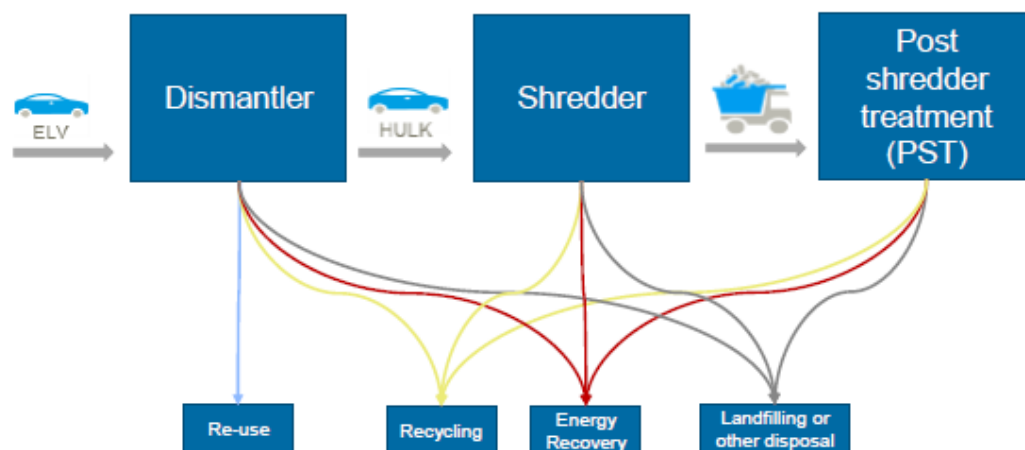 ELV
Dismantler
HULK
Shredder
Post
shredder
treatment
(PST)
Re-use
Recycling
Energy
Recovery
Landfilling or
other disposal